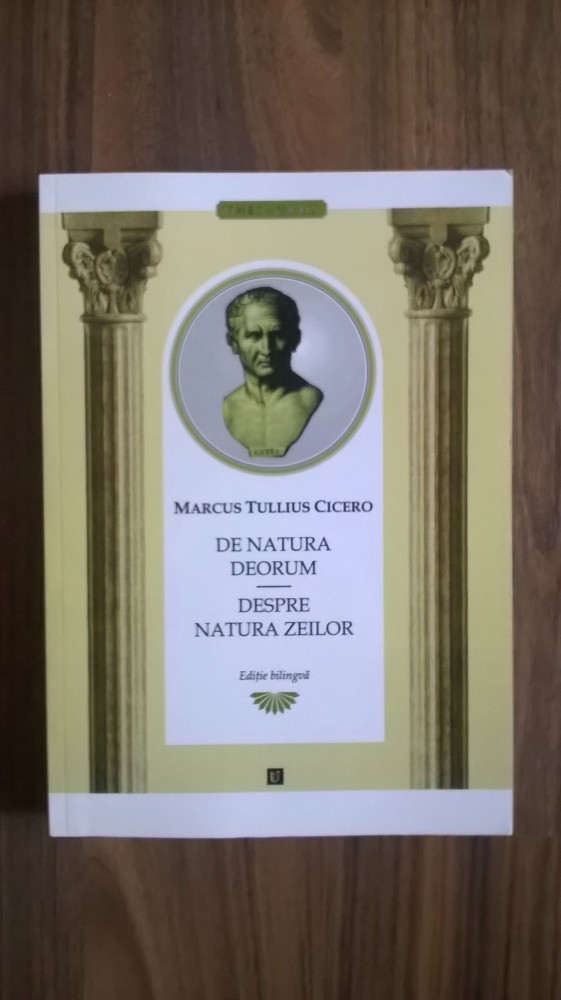 MARCUS TULLIUS CICERO
DE NATURA
DEORUM
DESPRE
NATURA ZEILOR
Ediție bilingvă
U